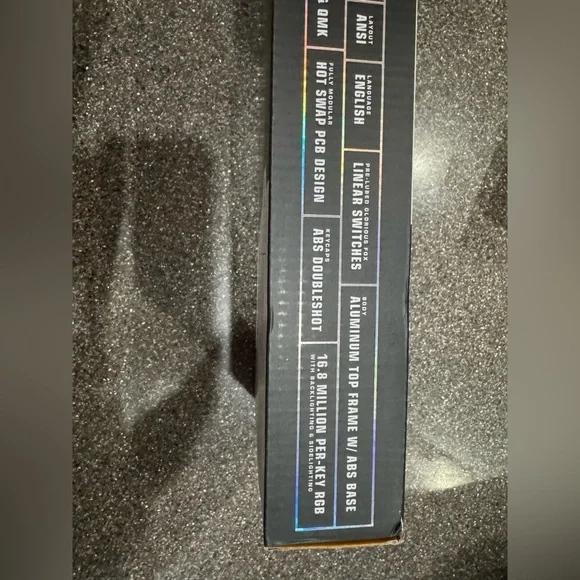 LAYOUT
ANSI
LANGUAGE
ENGLISH
PRE-LUBED GLORIOUS FOX
LINEAR SWITCHES
BODY
ALUMINUM TOP FRAME W/ ABS BASE
QMK
FULLY MODULAR
HOT SWAP PCB DESIGN
KEYCAPS
ABS DOUBLESHOT
16.8 MILLION PER-KEY RGB
WITH BACKLIGHTING & SIDELIGHTING